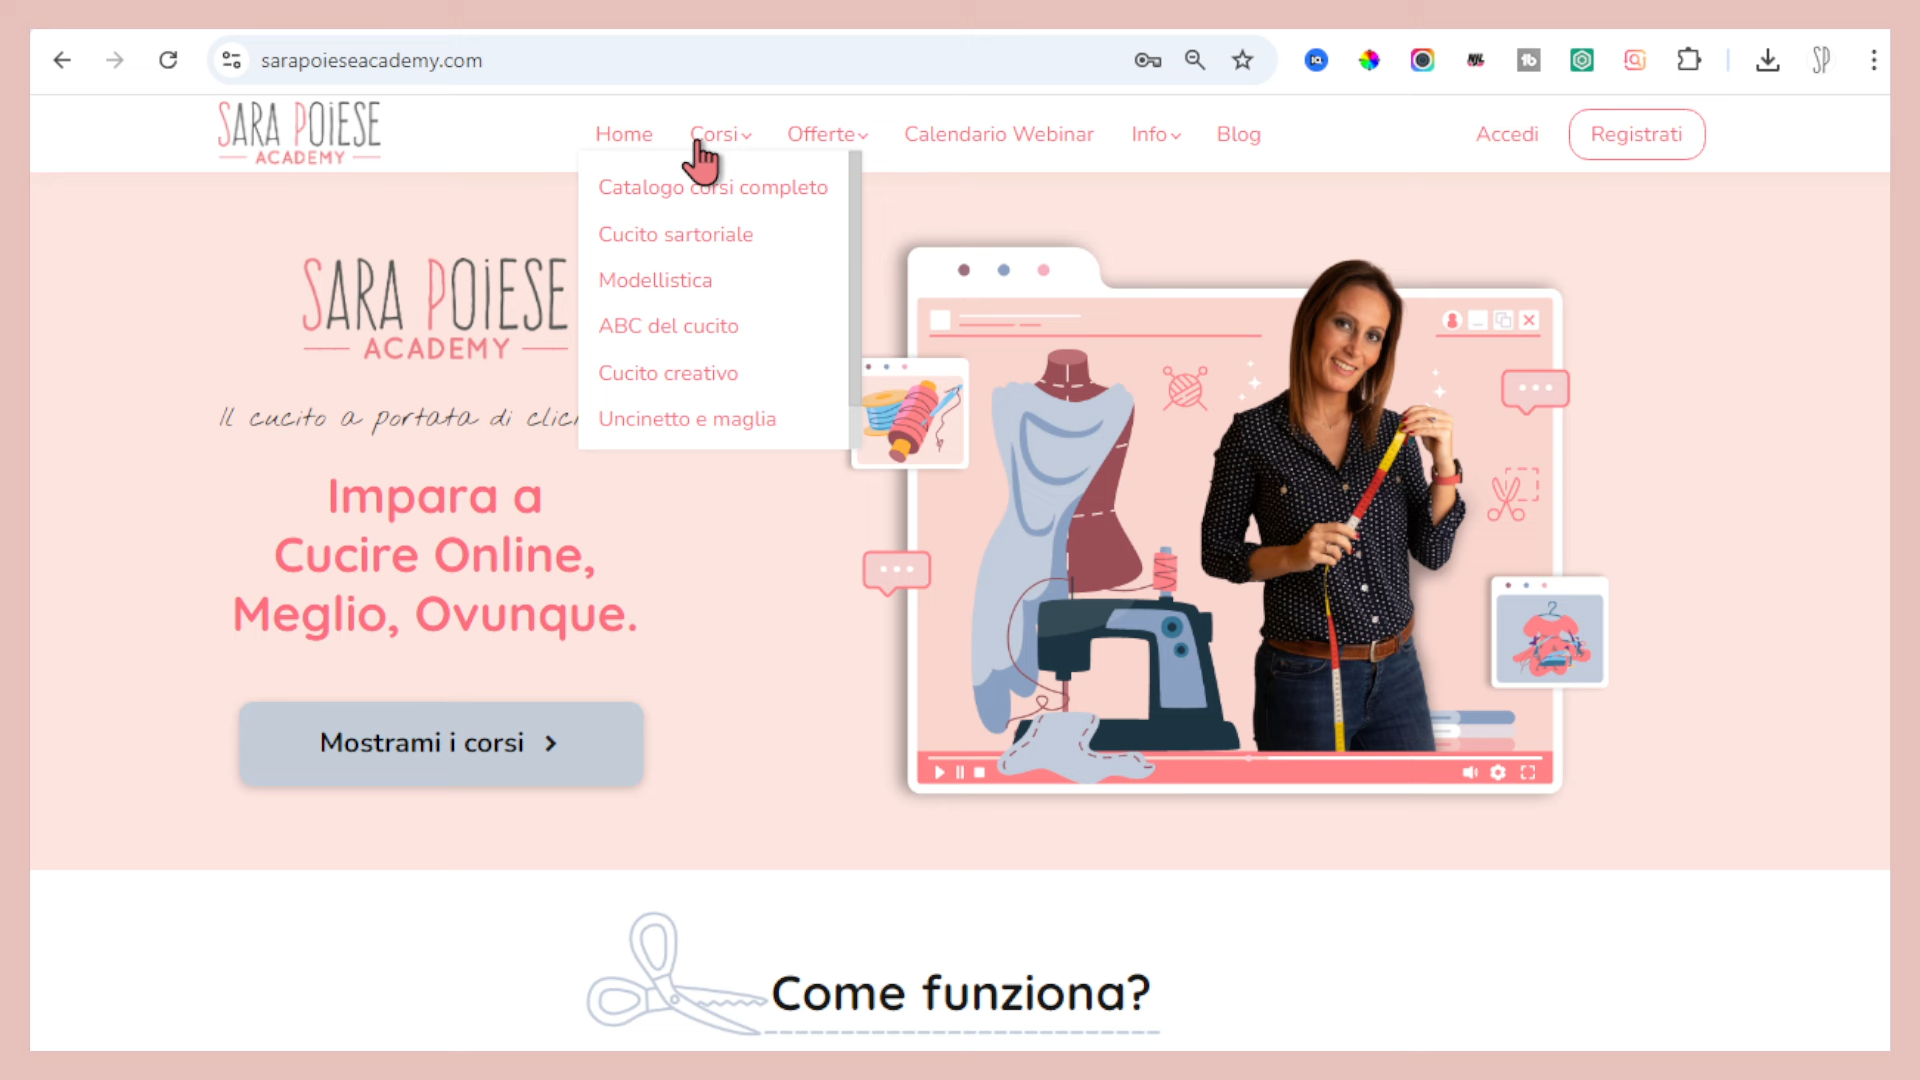 sarapoieseacademy.com
SP
SARA POIESE
ACADEMY
Home
Corsi
Offerte
Calendario Webinar
Info
Blog
Accedi
Registrati
Catalogo corsi completo
Cucito sartoriale
Modellistica
ABC del cucito
Cucito creativo
Uncinetto e maglia
SARA POIESE
ACADEMY
Il cucito a portata di clic
Impara a
Cucire Online,
Meglio, Ovunque.
Mostrami i corsi
Come funziona?